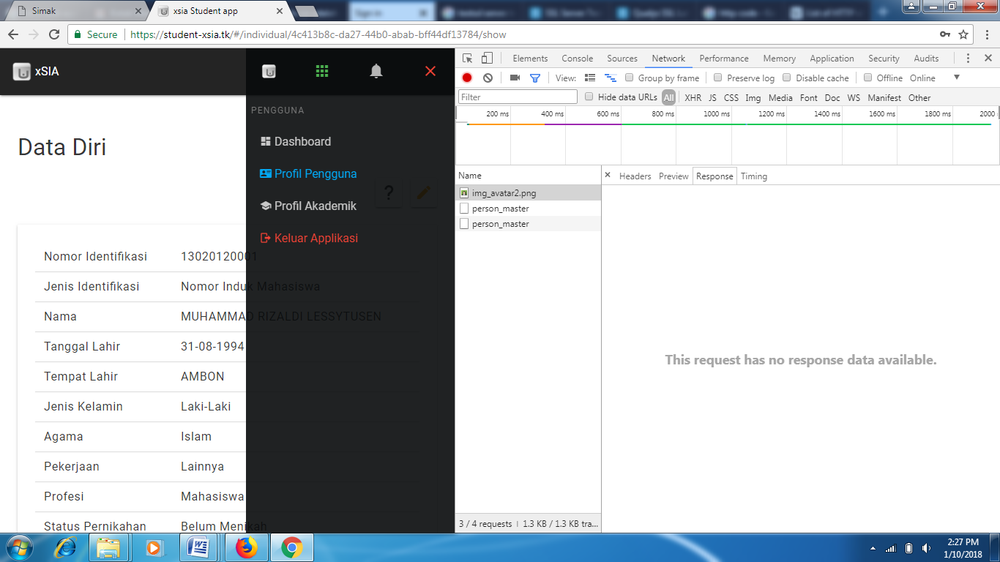 Simak
xsia Student app
Secure
https://student-xsia.tk/#/individual/4c413b8c-da27-44b0-abab-bff44df13784/show
xSIA
PENGGUNA
Dashboard
Profil Pengguna
Profil Akademik
Keluar Applikasi
Data Diri
?
Nomor Identifikasi 13020120001
Jenis Identifikasi Nomor Induk Mahasiswa
Nama MUHAMMAD RIZALDI LESSYTUSEN
Tanggal Lahir 31-08-1994
Tempat Lahir AMBON
Jenis Kelamin Laki-Laki
Agama Islam
Pekerjaan Lainnya
Profesi Mahasiswa
Status Pernikahan Belum Menikah
Elements Console Sources Network Performance Memory Application Security Audits
View: Group by frame Preserve log Disable cache Offline Online
Filter Hide data URLs All XHR JS CSS Img Media Font Doc WS Manifest Other
200 ms 400 ms 600 ms 800 ms 1000 ms 1200 ms 1400 ms 1600 ms 1800 ms 2000
Name
img_avatar2.png
person_master
person_master
Headers Preview Response Timing
This request has no response data available.
3 / 4 requests | 1.3 KB / 1.3 KB tra...
2:27 PM
1/10/2018